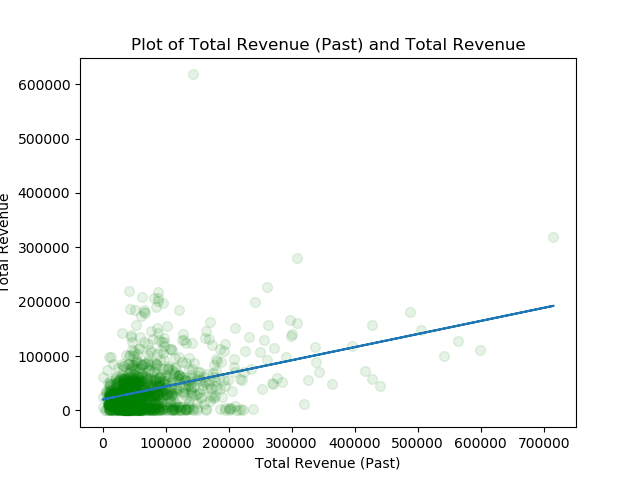 Plot of Total Revenue (Past) and Total Revenue
600000
500000
400000
300000
200000
100000
0
Total Revenue
0 100000 200000 300000 400000 500000 600000 700000
Total Revenue (Past)